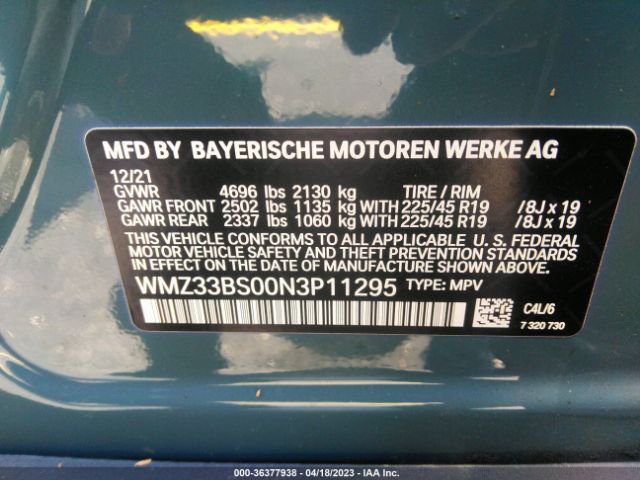 MFD BY BAYERISCHE MOTOREN WERKE AG
12/21
GVWR 4696 lbs 2130 kg TIRE / RIM
GAWR FRONT 2502 lbs 1135 kg WITH 225/45 R19 /8J x 19
GAWR REAR 2337 lbs 1060 kg WITH 225/45 R19 /8J x 19
THIS VEHICLE CONFORMS TO ALL APPLICABLE U. S. FEDERAL
MOTOR VEHICLE SAFETY AND THEFT PREVENTION STANDARDS
IN EFFECT ON THE DATE OF MANUFACTURE SHOWN ABOVE.
WMZ33BS00N3P11295 TYPE: MPV
C4L/6
7 320 730
000-36377938 - 04/18/2023 - IAA Inc.